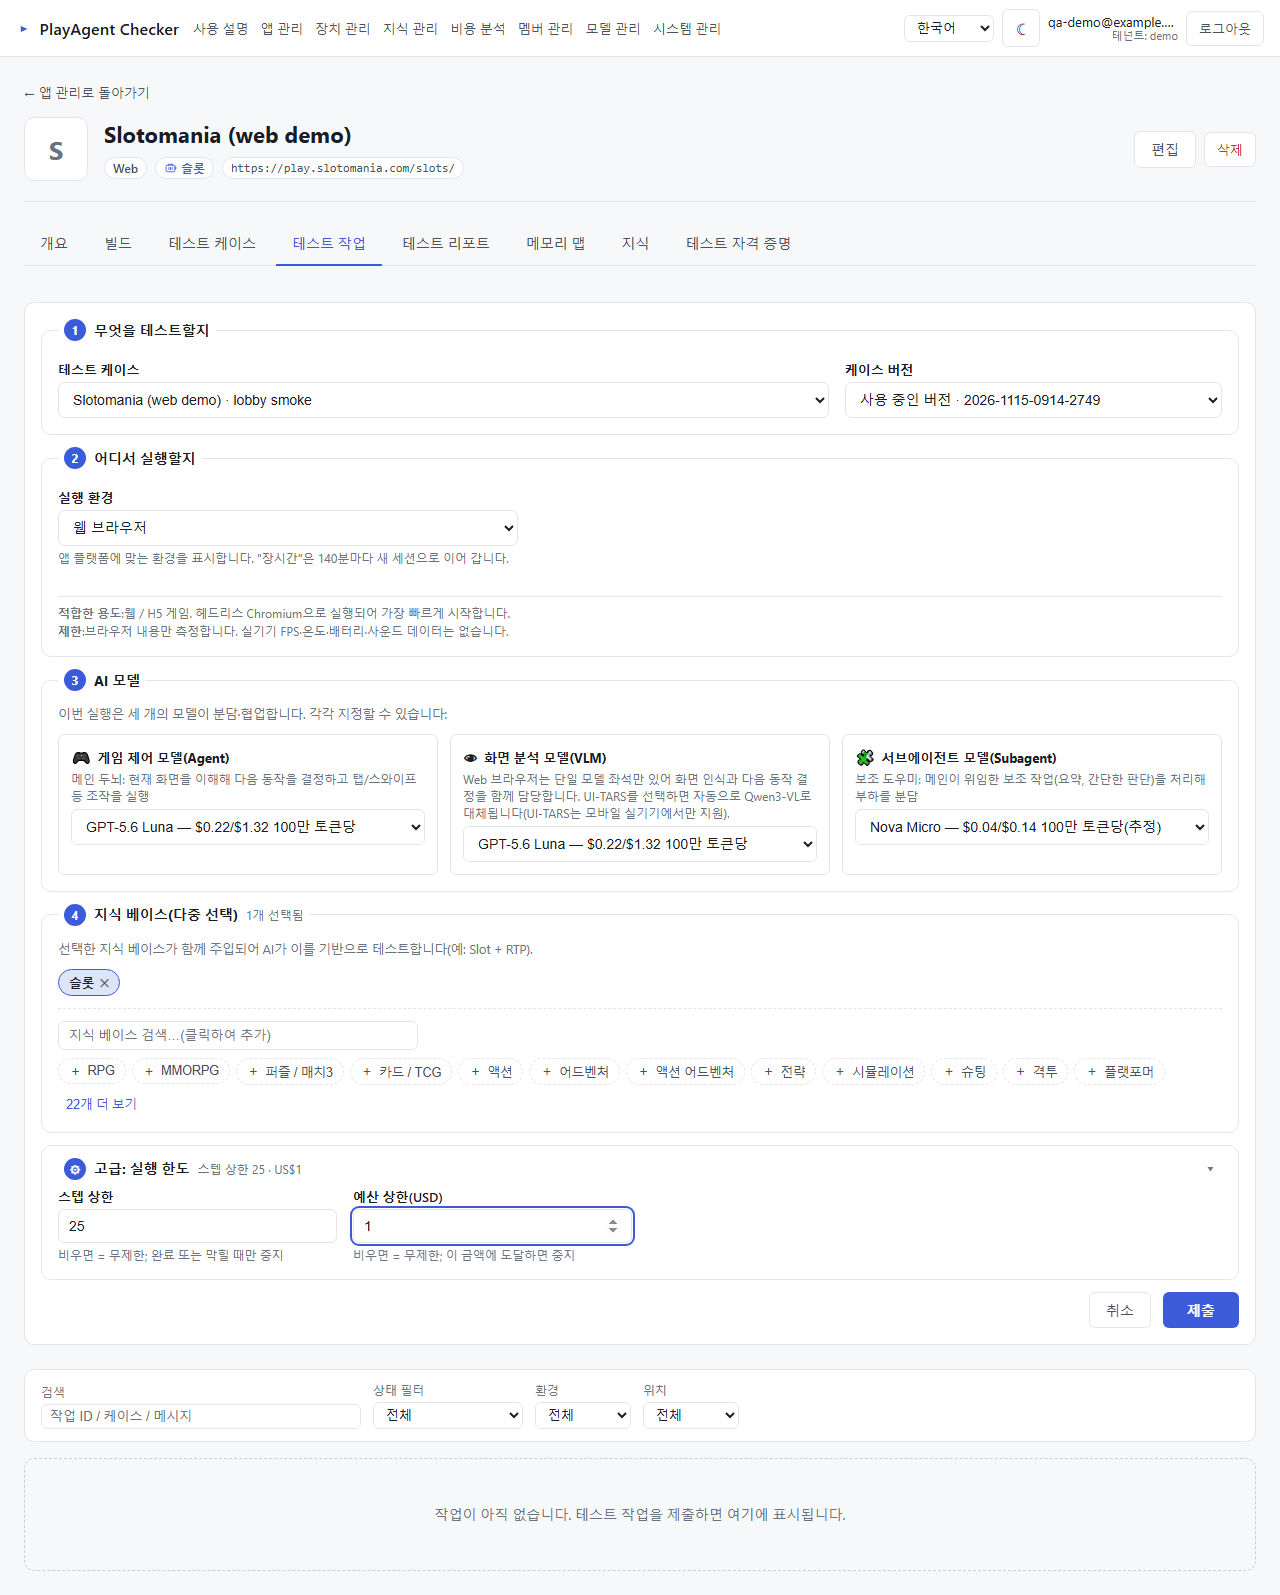 PlayAgent Checker 사용 설명 앱 관리 장치 관리 지식 관리 비용 분석 멤버 관리 모델 관리 시스템 관리 한국어 qa-demo@example.... 로그아웃
테넌트: demo
← 앱 관리로 돌아가기
S
Slotomania (web demo)
Web 슬롯 https://play.slotomania.com/slots/
편집 삭제
개요 빌드 테스트 케이스 테스트 작업 테스트 리포트 메모리 맵 지식 테스트 자격 증명
1 무엇을 테스트할지
테스트 케이스 케이스 버전
Slotomania (web demo) · lobby smoke 사용 중인 버전 · 2026-1115-0914-2749
2 어디서 실행할지
실행 환경
웹 브라우저
앱 플랫폼에 맞는 환경을 표시합니다. "장시간"은 140분마다 새 세션으로 이어 갑니다.
적합한 용도:웹 / H5 게임. 헤드리스 Chromium으로 실행되어 가장 빠르게 시작합니다.
제한:브라우저 내용만 측정합니다. 실기기 FPS·온도·배터리·사운드 데이터는 없습니다.
3 AI 모델
이번 실행은 세 개의 모델이 분담·협업합니다. 각각 지정할 수 있습니다:
게임 제어 모델(Agent)
메인 두뇌: 현재 화면을 이해해 다음 동작을 결정하고 탭/스와이프
등 조작을 실행
GPT-5.6 Luna — $0.22/$1.32 100만 토큰당
화면 분석 모델(VLM)
Web 브라우저는 단일 모델 좌석만 있어 화면 인식과 다음 동작 결
정을 함께 담당합니다. UI-TARS를 선택하면 자동으로 Qwen3-VL로
대체됩니다(UI-TARS는 모바일 실기기에서만 지원).
GPT-5.6 Luna — $0.22/$1.32 100만 토큰당
서브에이전트 모델(Subagent)
보조 도우미: 메인이 위임한 보조 작업(요약, 간단한 판단)을 처리해
부하를 분담
Nova Micro — $0.04/$0.14 100만 토큰당(추정)
4 지식 베이스(다중 선택) 1개 선택됨
선택한 지식 베이스가 함께 주입되어 AI가 이를 기반으로 테스트합니다(예: Slot + RTP).
슬롯 ×
지식 베이스 검색…(클릭하여 추가)
+ RPG + MMORPG + 퍼즐 / 매치3 + 카드 / TCG + 액션 + 어드벤처 + 액션 어드벤처 + 전략 + 시뮬레이션 + 슈팅 + 격투 + 플랫포머
22개 더 보기
고급: 실행 한도 스텝 상한 25 · US$1
스텝 상한 예산 상한(USD)
25 1
비우면 = 무제한; 완료 또는 막힐 때만 중지 비우면 = 무제한; 이 금액에 도달하면 중지
취소 제출
검색 상태 필터 환경 위치
작업 ID / 케이스 / 메시지 전체 전체 전체
작업이 아직 없습니다. 테스트 작업을 제출하면 여기에 표시됩니다.